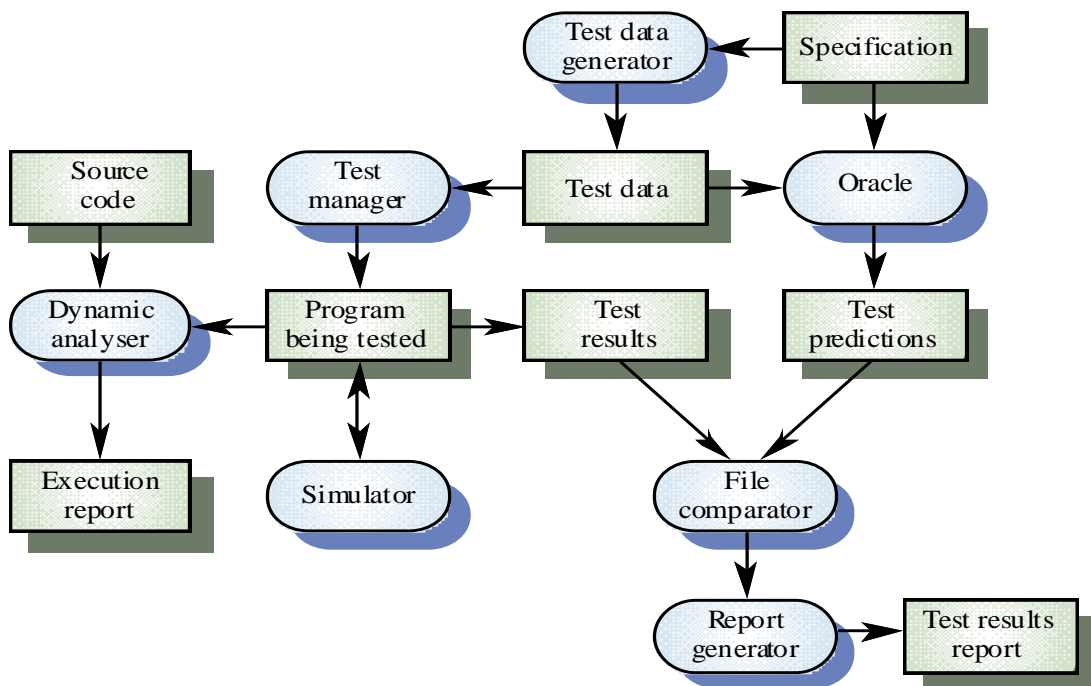 Test data
generator
Specification
Source
code
Test
manager
Test data
Oracle
Dynamic
analyser
Program
being tested
Test
results
Test
predictions
Execution
report
Simulator
File
comparator
Report
generator
Test results
report